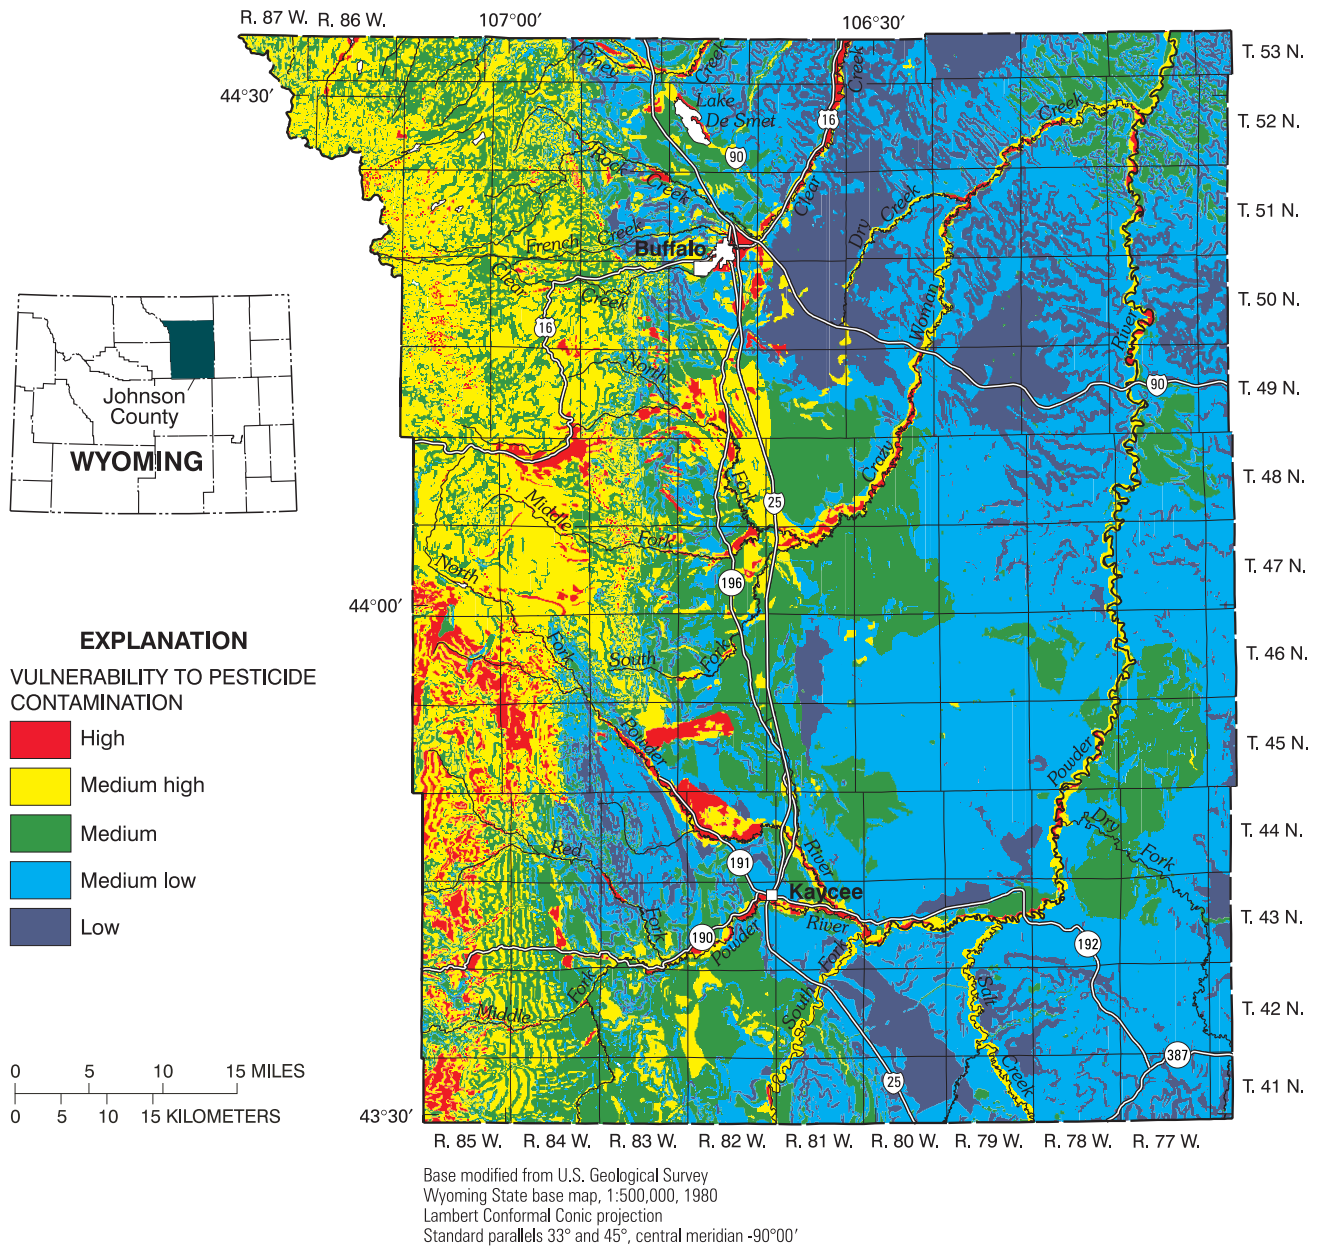 R. 87 W. R. 86 W. 107°00′ 106°30′
T. 53 N.
44°30′
T. 52 N.
T. 51 N.
T. 50 N.
T. 49 N.
T. 48 N.
T. 47 N.
44°00′
T. 46 N.
T. 45 N.
T. 44 N.
T. 43 N.
T. 42 N.
T. 41 N.
43°30′
R. 85 W. R. 84 W. R. 83 W. R. 82 W. R. 81 W. R. 80 W. R. 79 W. R. 78 W. R. 77 W.
Piney
Creek
Creek
Lake
De Smet
16
90
Creek
Rock
Creek
Clear
Dry
Creek
French Creek
Buffalo
Clear
Creek
16
Woman
River
90
North
Fork
Crazy
25
Middle
Fork
196
North
Fork
South
Fork
Powder
Powder
Dry
Fork
191
River
Red
Fork
Kaycee
River
190
Powder
192
Middle
Fork
South
Fork
Salt
Creek
25
387
Johnson
County
WYOMING
EXPLANATION
VULNERABILITY TO PESTICIDE
CONTAMINATION
High
Medium high
Medium
Medium low
Low
0 5 10 15 MILES
0 5 10 15 KILOMETERS
Base modified from U.S. Geological Survey
Wyoming State base map, 1:500,000, 1980
Lambert Conformal Conic projection
Standard parallels 33° and 45°, central meridian -90°00′